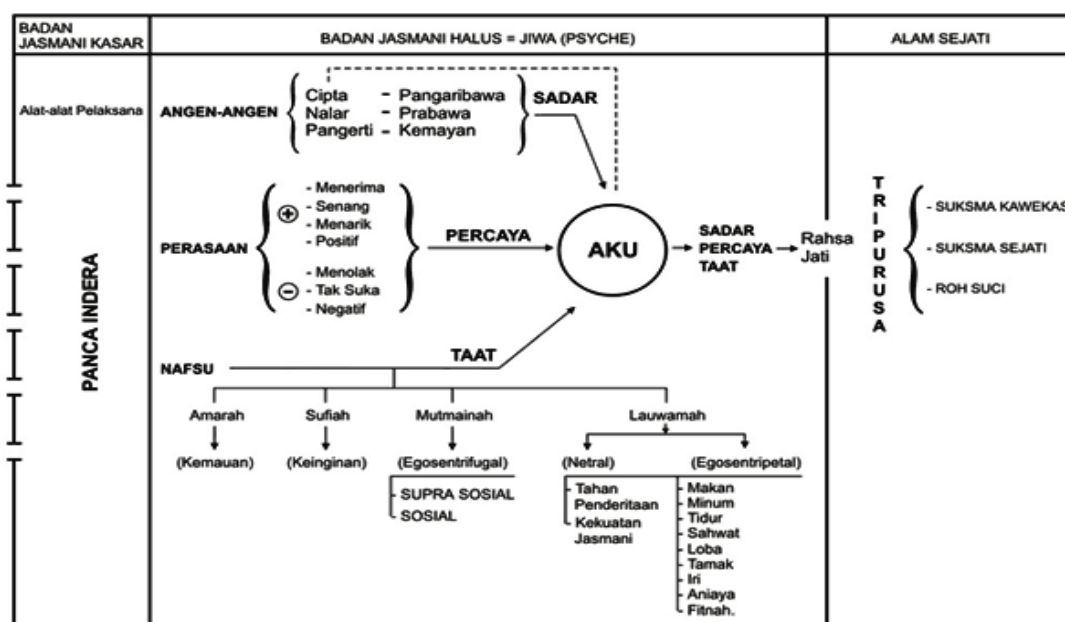 BADAN
JASMANI KASAR
BADAN JASMANI HALUS = JIWA (PSYCHE)
ALAM SEJATI
Alat-alat Pelaksana
PANCA INDERA
ANGEN-ANGEN
Cipta - Pangaribawa
Nalar - Prabawa
Pangerti - Kemayan
SADAR
PERASAAN
+
- Menerima
- Senang
- Menarik
- Positif
-
- Menolak
- Tak Suka
- Negatif
PERCAYA
AKU
SADAR
PERCAYA
TAAT
Rahsa
Jati
TRIPURUSA
- SUKSMA KAWEKAS
- SUKSMA SEJATI
- ROH SUCI
NAFSU
TAAT
Amarah
(Kemauan)
Sufiah
(Keinginan)
Mutmainah
(Egosentrifugal)
- SUPRA SOSIAL
- SOSIAL
Lauwamah
(Netral)
- Tahan
Penderitaan
- Kekuatan
Jasmani
(Egosentripetal)
- Makan
- Minum
- Tidur
- Sahwat
- Loba
- Tamak
- Iri
- Aniaya
- Fitnah.